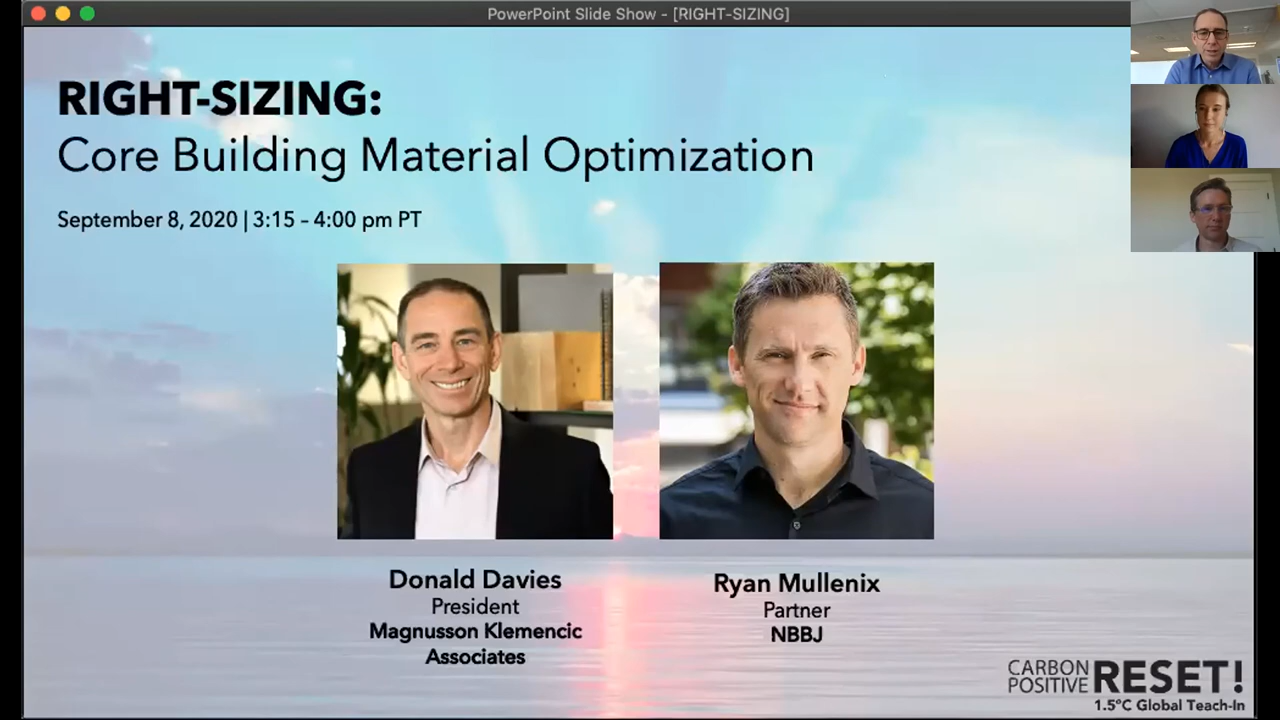 PowerPoint Slide Show - [RIGHT-SIZING]
RIGHT-SIZING:
Core Building Material Optimization
September 8, 2020 | 3:15 – 4:00 pm PT
Donald Davies
President
Magnusson Klemencic
Associates
Ryan Mullenix
Partner
NBBJ
CARBON
POSITIVE RESET!
1.5°C Global Teach-In